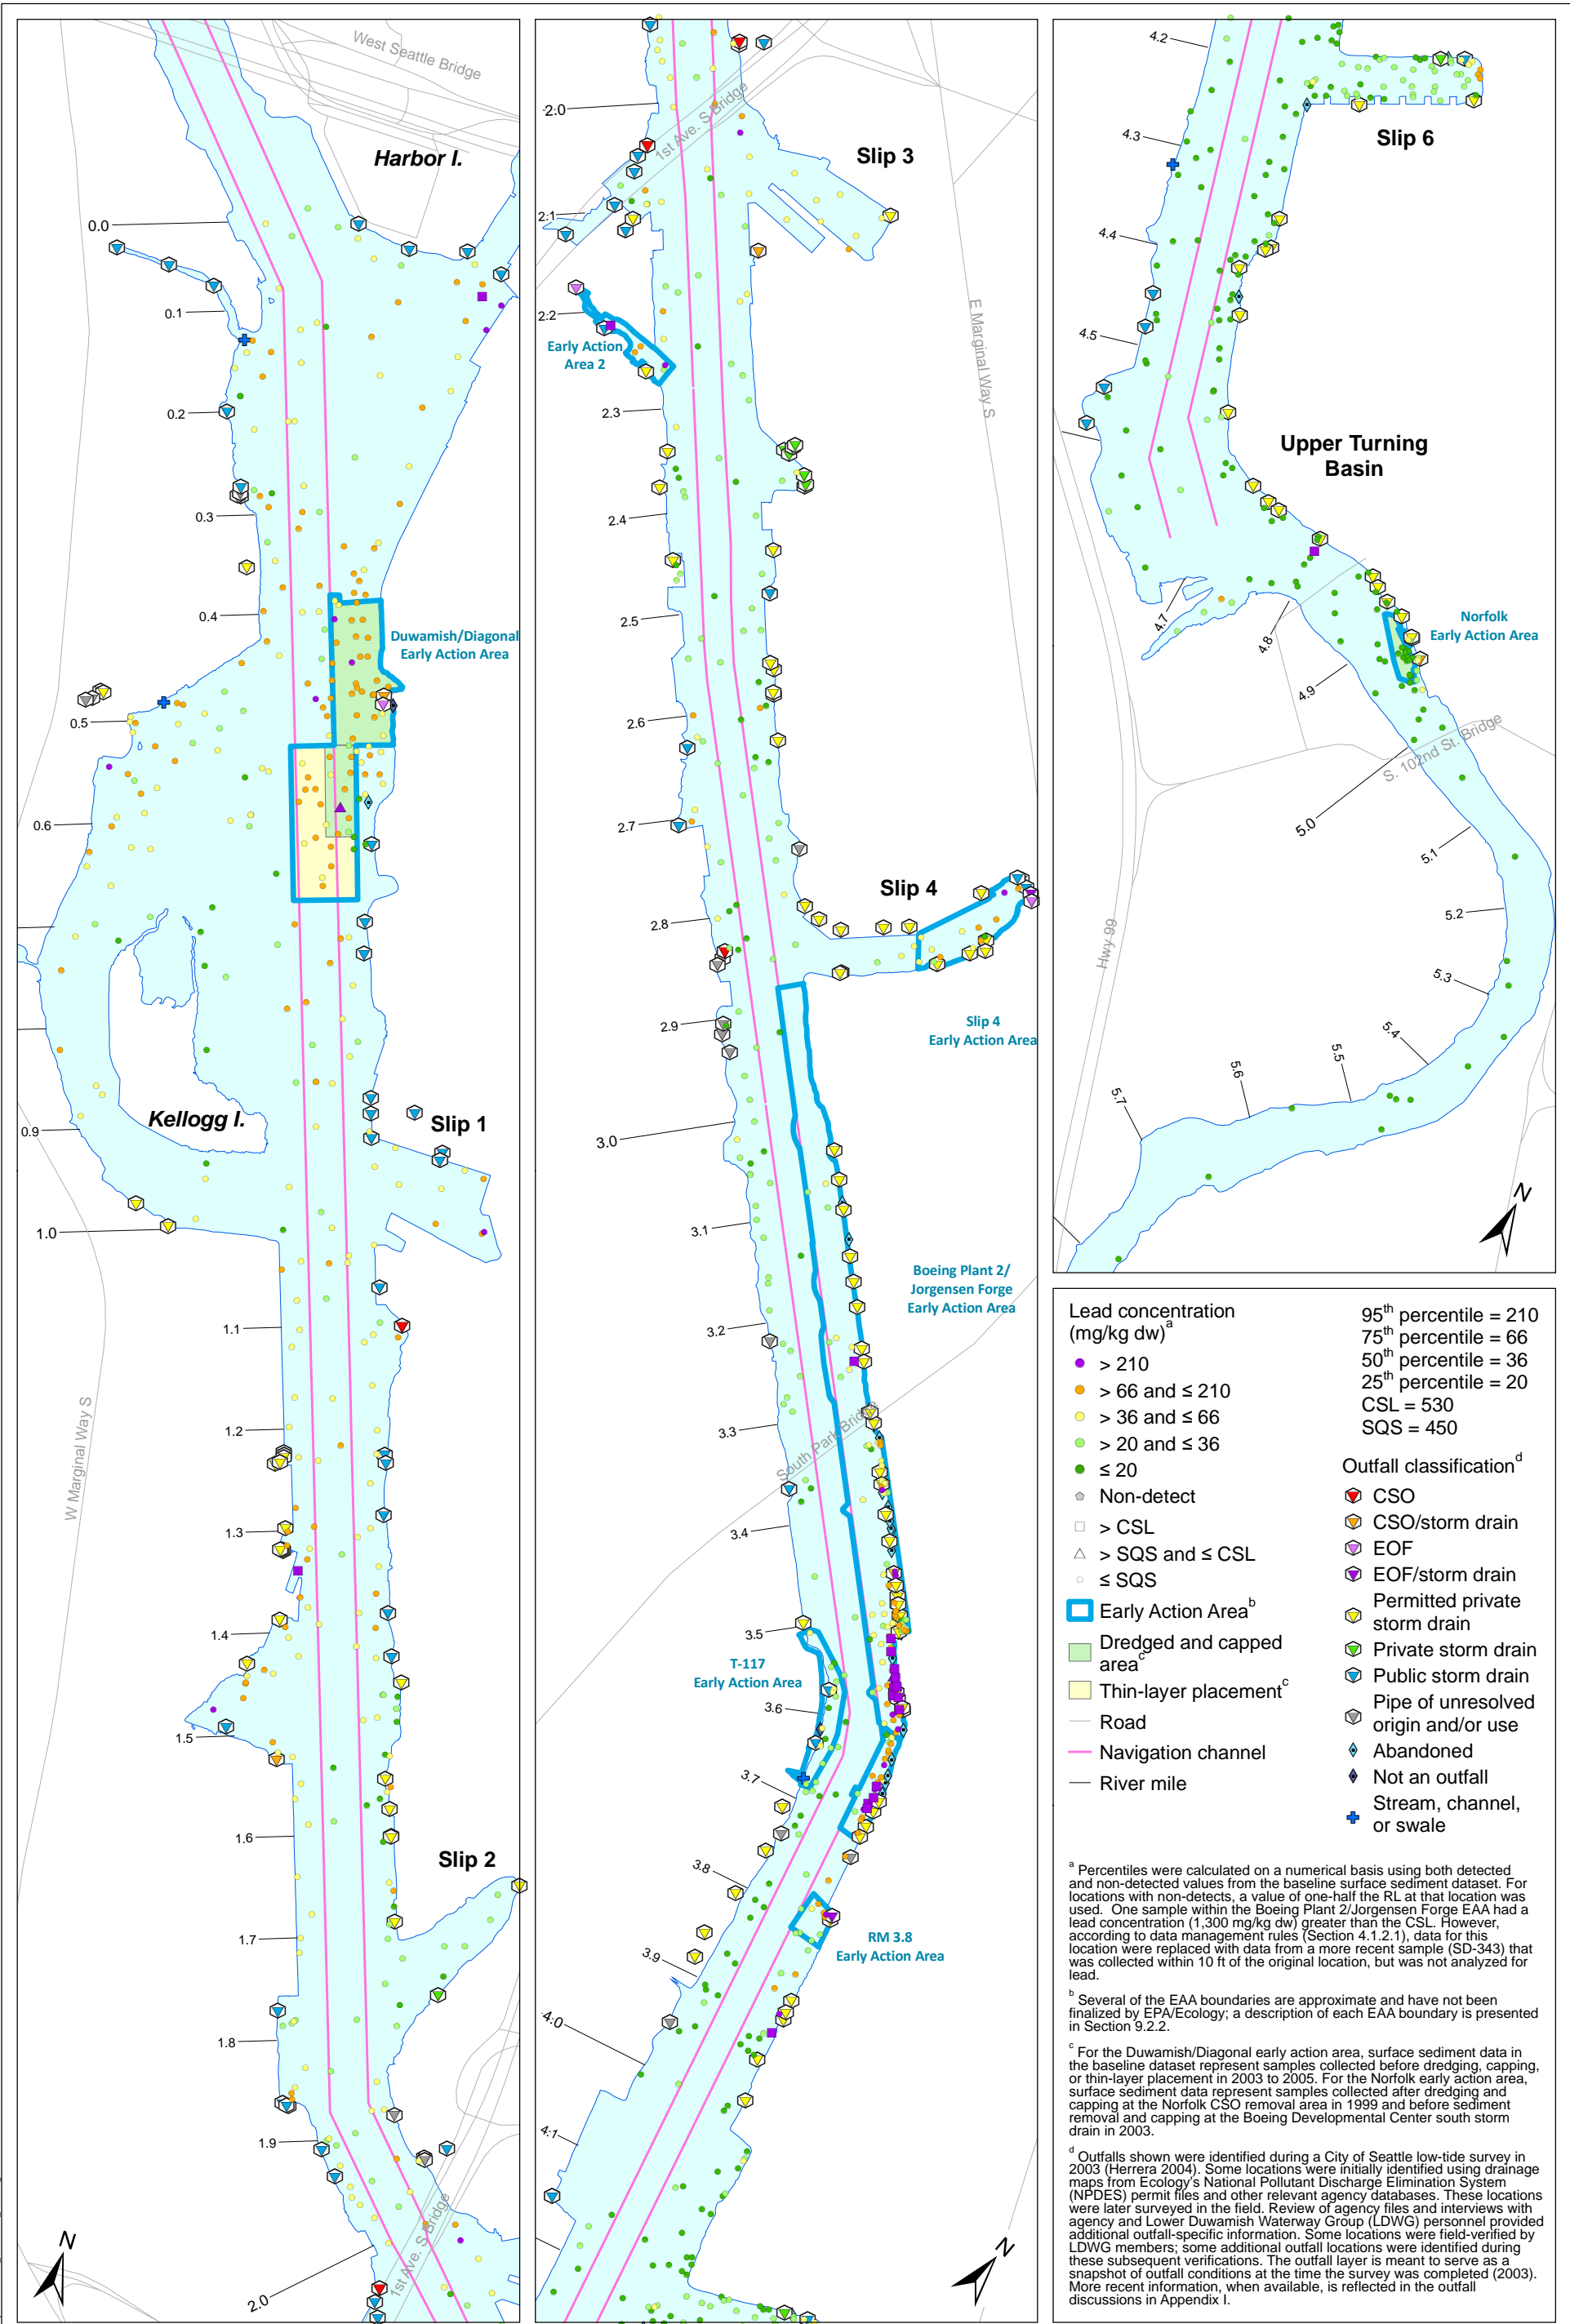 West Seattle Bridge
Harbor I.
0.0
0.1
0.2
0.3
0.4
Duwamish/Diagonal
Early Action Area
0.5
0.6
Kellogg I.
Slip 1
0.9
1.0
1.1
1.2
W Marginal Way S
1.3
1.4
1.5
1.6
Slip 2
1.7
1.8
1.9
1st Ave. S Bridge
2.0
N
2.0
1st Ave. S Bridge
Slip 3
2.1
2.2
Early Action
Area 2
E Marginal Way S
2.3
2.4
2.5
2.6
2.7
Slip 4
2.8
2.9
Slip 4
Early Action Area
3.0
3.1
Boeing Plant 2/
Jorgensen Forge
Early Action Area
3.2
3.3
South Park Bridge
3.4
3.5
T-117
Early Action Area
3.6
3.7
3.8
RM 3.8
Early Action Area
3.9
4.0
4.1
N
4.2
Slip 6
4.3
4.4
4.5
Upper Turning
Basin
4.7
4.8
Norfolk
Early Action Area
4.9
S. 102nd St. Bridge
5.0
5.1
5.2
Hwy 99
5.3
5.4
5.5
5.6
5.7
N
Lead concentration
(mg/kg dw)a
> 210
> 66 and ≤ 210
> 36 and ≤ 66
> 20 and ≤ 36
≤ 20
Non-detect
> CSL
> SQS and ≤ CSL
≤ SQS
Early Action Areab
Dredged and capped
areac
Thin-layer placementc
Road
Navigation channel
River mile
95th percentile = 210
75th percentile = 66
50th percentile = 36
25th percentile = 20
CSL = 530
SQS = 450
Outfall classificationd
CSO
CSO/storm drain
EOF
EOF/storm drain
Permitted private
storm drain
Private storm drain
Public storm drain
Pipe of unresolved
origin and/or use
Abandoned
Not an outfall
Stream, channel,
or swale
a Percentiles were calculated on a numerical basis using both detected
and non-detected values from the baseline surface sediment dataset. For
locations with non-detects, a value of one-half the RL at that location was
used. One sample within the Boeing Plant 2/Jorgensen Forge EAA had a
lead concentration (1,300 mg/kg dw) greater than the CSL. However,
according to data management rules (Section 4.1.2.1), data for this
location were replaced with data from a more recent sample (SD-343) that
was collected within 10 ft of the original location, but was not analyzed for
lead.
b Several of the EAA boundaries are approximate and have not been
finalized by EPA/Ecology; a description of each EAA boundary is presented
in Section 9.2.2.
c For the Duwamish/Diagonal early action area, surface sediment data in
the baseline dataset represent samples collected before dredging, capping,
or thin-layer placement in 2003 to 2005. For the Norfolk early action area,
surface sediment data represent samples collected after dredging and
capping at the Norfolk CSO removal area in 1999 and before sediment
removal and capping at the Boeing Developmental Center south storm
drain in 2003.
d Outfalls shown were identified during a City of Seattle low-tide survey in
2003 (Herrera 2004). Some locations were initially identified using drainage
maps from Ecology's National Pollutant Discharge Elimination System
(NPDES) permit files and other relevant agency databases. These locations
were later surveyed in the field. Review of agency files and interviews with
agency and Lower Duwamish Waterway Group (LDWG) personnel provided
additional outfall-specific information. Some locations were field-verified by
LDWG members; some additional outfall locations were identified during
these subsequent verifications. The outfall layer is meant to serve as a
snapshot of outfall conditions at the time the survey was completed (2003).
More recent information, when available, is reflected in the outfall
discussions in Appendix I.